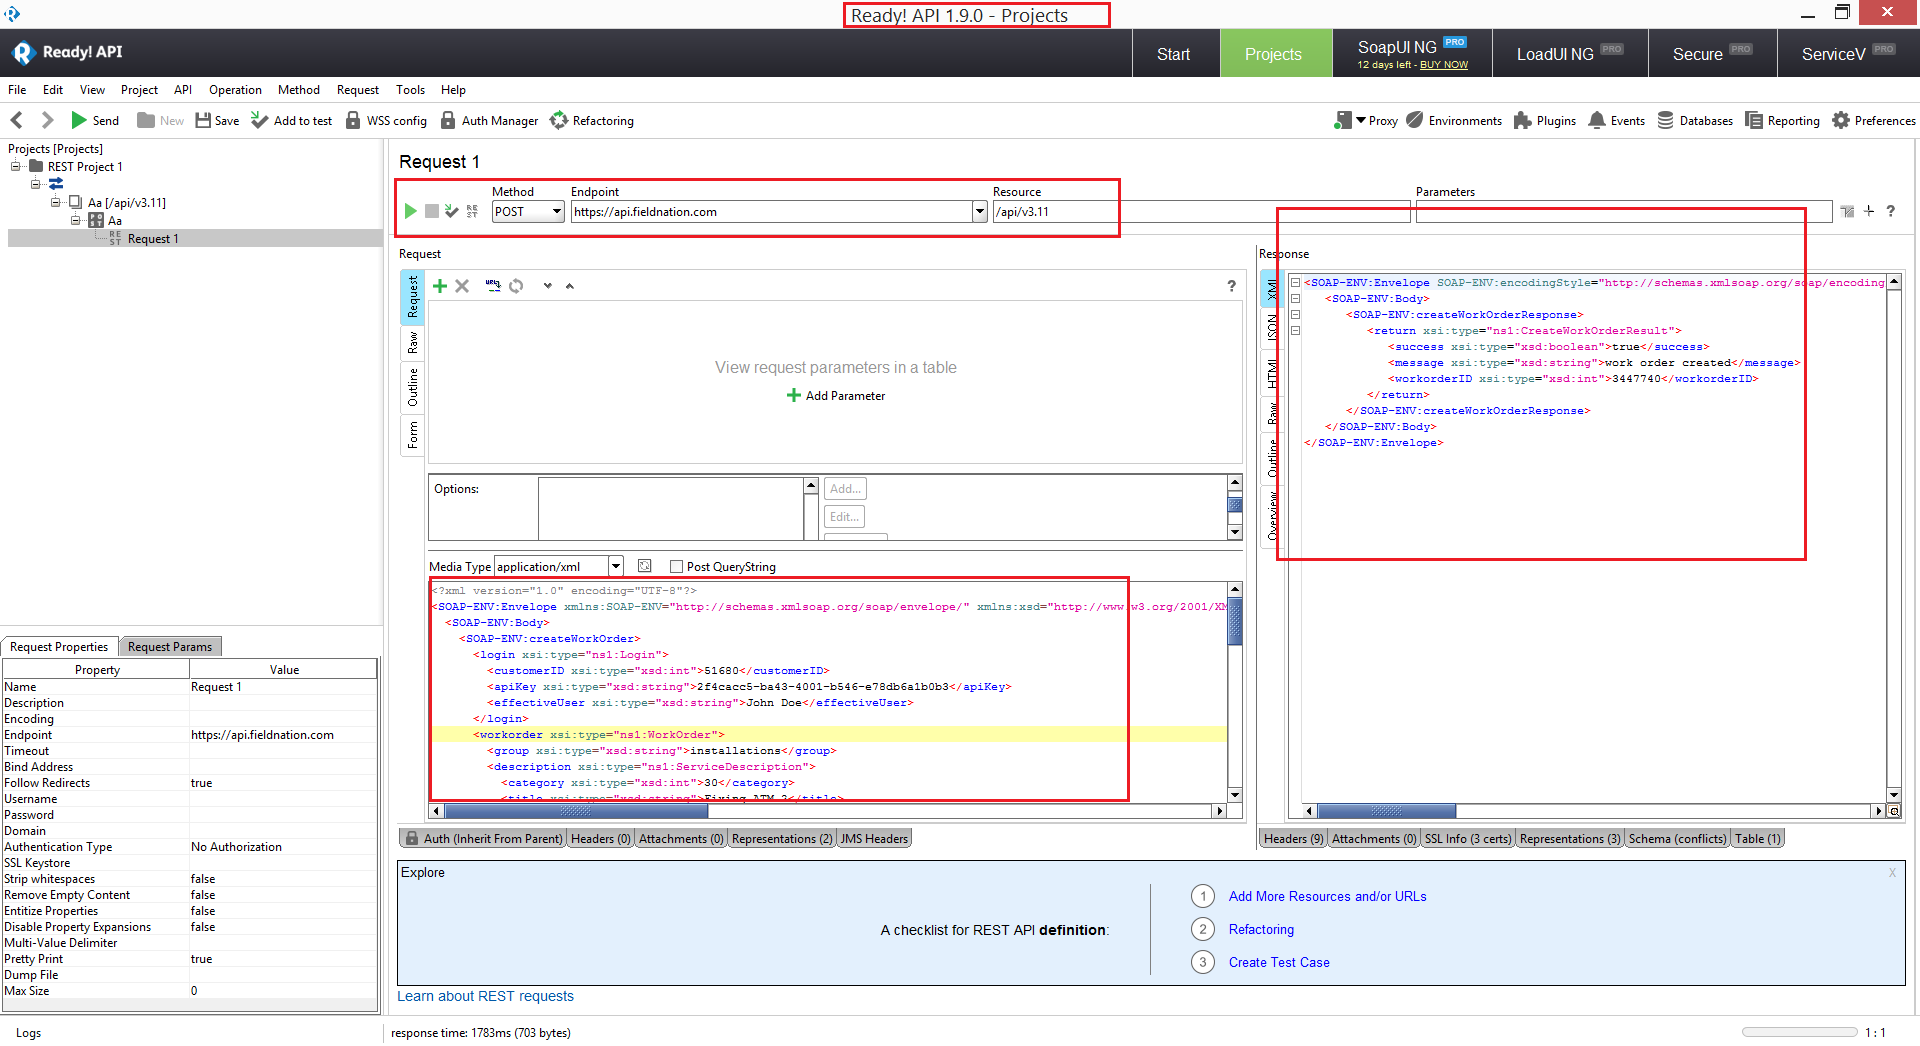 Ready! API 1.9.0 - Projects
Ready! API
Start
Projects
SoapUI NG PRO
12 days left - BUY NOW
LoadUI NG PRO
Secure PRO
ServiceV PRO
File Edit View Project API Operation Method Request Tools Help
Send New Save Add to test WSS config Auth Manager Refactoring
Proxy Environments Plugins Events Databases Reporting Preferences
Projects [Projects]
REST Project 1
Aa [/api/v3.11]
Aa
Request 1
Request 1
Method Endpoint Resource Parameters
POST https://api.fieldnation.com /api/v3.11
Request
Request
Raw
Outline
Form
View request parameters in a table
Add Parameter
Options:
Add...
Edit...
Media Type application/xml Post QueryString
<?xml version="1.0" encoding="UTF-8"?>
<SOAP-ENV:Envelope xmlns:SOAP-ENV="http://schemas.xmlsoap.org/soap/envelope/" xmlns:xsd="http://www.w3.org/2001/XM
<SOAP-ENV:Body>
<SOAP-ENV:createWorkOrder>
<login xsi:type="ns1:Login">
<customerID xsi:type="xsd:int">51680</customerID>
<apiKey xsi:type="xsd:string">2f4cacc5-ba43-4001-b546-e78db6a1b0b3</apiKey>
<effectiveUser xsi:type="xsd:string">John Doe</effectiveUser>
</login>
<workorder xsi:type="ns1:WorkOrder">
<group xsi:type="xsd:string">installations</group>
<description xsi:type="ns1:ServiceDescription">
<category xsi:type="xsd:int">30</category>
<title xsi:type="xsd:string">Fixing ATM 2</title>
Auth (Inherit From Parent) Headers (0) Attachments (0) Representations (2) JMS Headers
Response
XML
JSON
HTML
Raw
Outline
Overview
<SOAP-ENV:Envelope SOAP-ENV:encodingStyle="http://schemas.xmlsoap.org/soap/encoding
<SOAP-ENV:Body>
<SOAP-ENV:createWorkOrderResponse>
<return xsi:type="ns1:CreateWorkOrderResult">
<success xsi:type="xsd:boolean">true</success>
<message xsi:type="xsd:string">work order created</message>
<workorderID xsi:type="xsd:int">3447740</workorderID>
</return>
</SOAP-ENV:createWorkOrderResponse>
</SOAP-ENV:Body>
</SOAP-ENV:Envelope>
Headers (9) Attachments (0) SSL Info (3 certs) Representations (3) Schema (conflicts) Table (1)
Request Properties Request Params
Property Value
Name Request 1
Description
Encoding
Endpoint https://api.fieldnation.com
Timeout
Bind Address
Follow Redirects true
Username
Password
Domain
Authentication Type No Authorization
SSL Keystore
Strip whitespaces false
Remove Empty Content false
Entitize Properties false
Disable Property Expansions false
Multi-Value Delimiter
Pretty Print true
Dump File
Max Size 0
Explore X
A checklist for REST API definition:
1 Add More Resources and/or URLs
2 Refactoring
3 Create Test Case
Learn about REST requests
Logs
response time: 1783ms (703 bytes)
1 : 1